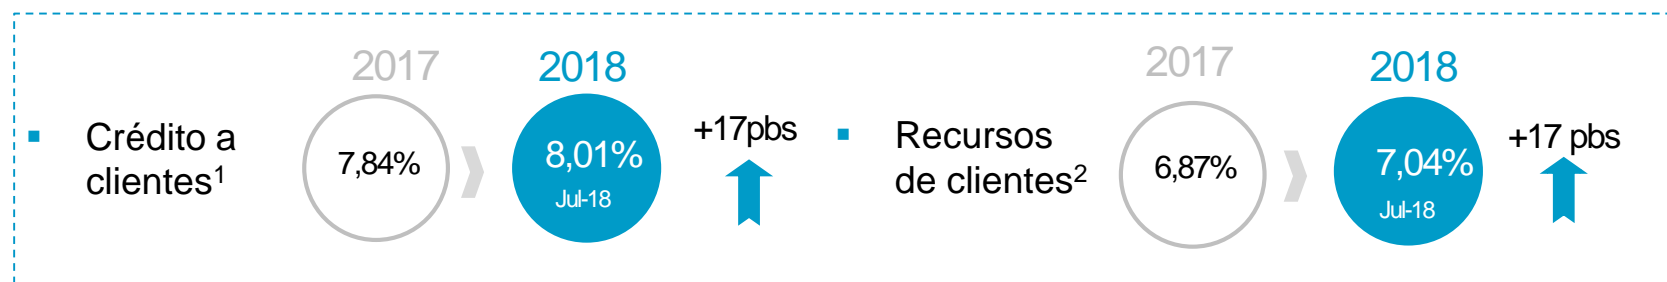 2017
2018
Crédito a
clientes¹
7,84%
8,01%
Jul-18
+17pbs
2017
2018
Recursos
de clientes²
6,87%
7,04%
Jul-18
+17 pbs